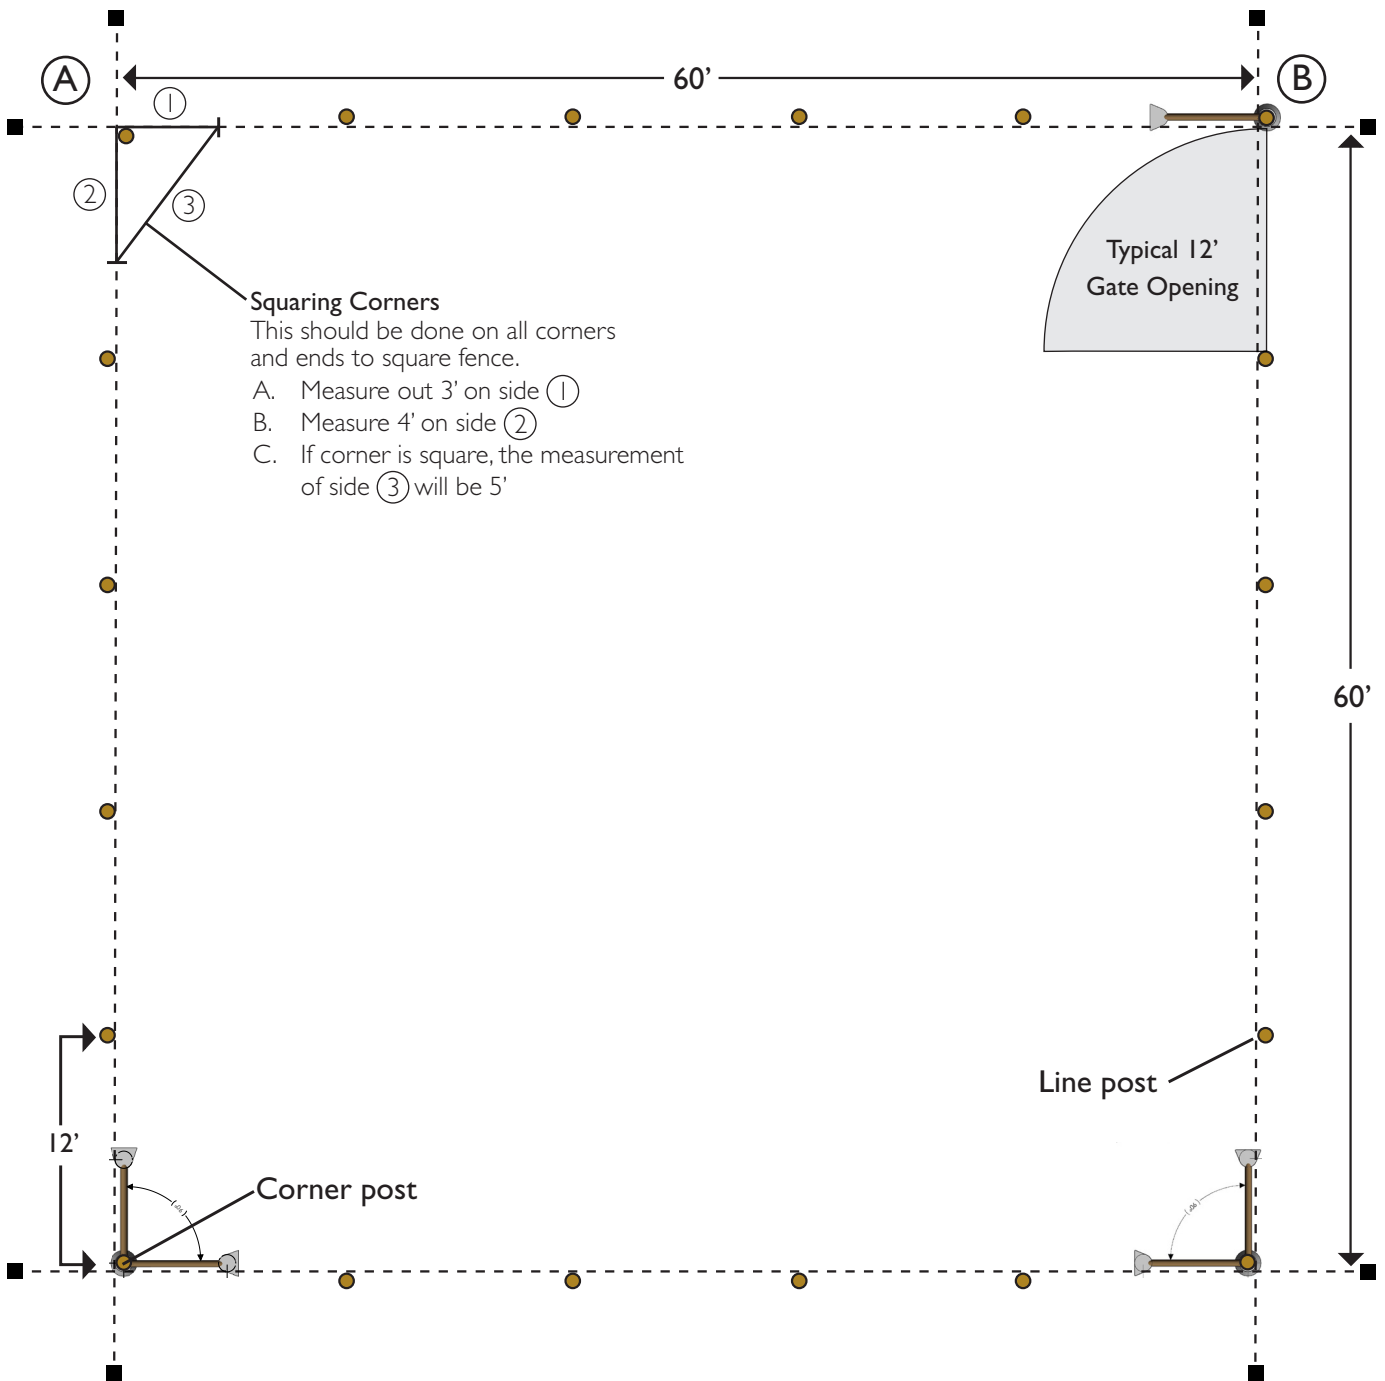 A
60’
B
1
2
3
Typical 12’
Gate Opening
Squaring Corners
This should be done on all corners
and ends to square fence.
A. Measure out 3’ on side 1
B. Measure 4’ on side 2
C. If corner is square, the measurement
of side 3 will be 5’
60’
Line post
12’
Corner post